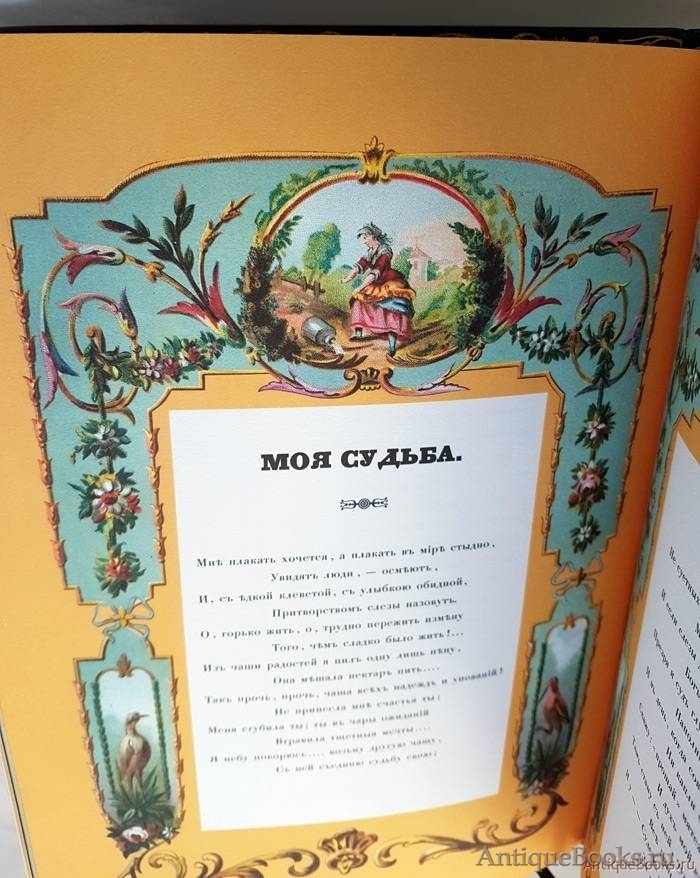 МОЯ СУДЬБА.
Мнѣ плакать хочется, а плакать въ мірѣ стыдно,
Увидятъ люди, — осмѣютъ,
И, съ ѣдкой клеветой, съ улыбкою обидной,
Притворствомъ слезы назовутъ.
О, горько жить, о, трудно пережить измѣну
Того, чѣмъ сладко было жить!...
Изъ чаши радостей я пилъ одну лишь пѣну,
Она мѣшала нектаръ пить....
Такъ прочь, прочь, чаша всѣхъ надеждъ и упованій!
Не принесла мнѣ счастья ты;
Меня сгубила ты; ты въ чары ожиданій
Втравила тщетныя мечты....
Я небу покорюсь.... возьму другую чашу,
Съ ней съединю судьбу свою;
AntiqueBooks.ru
Antiquebooks.ru